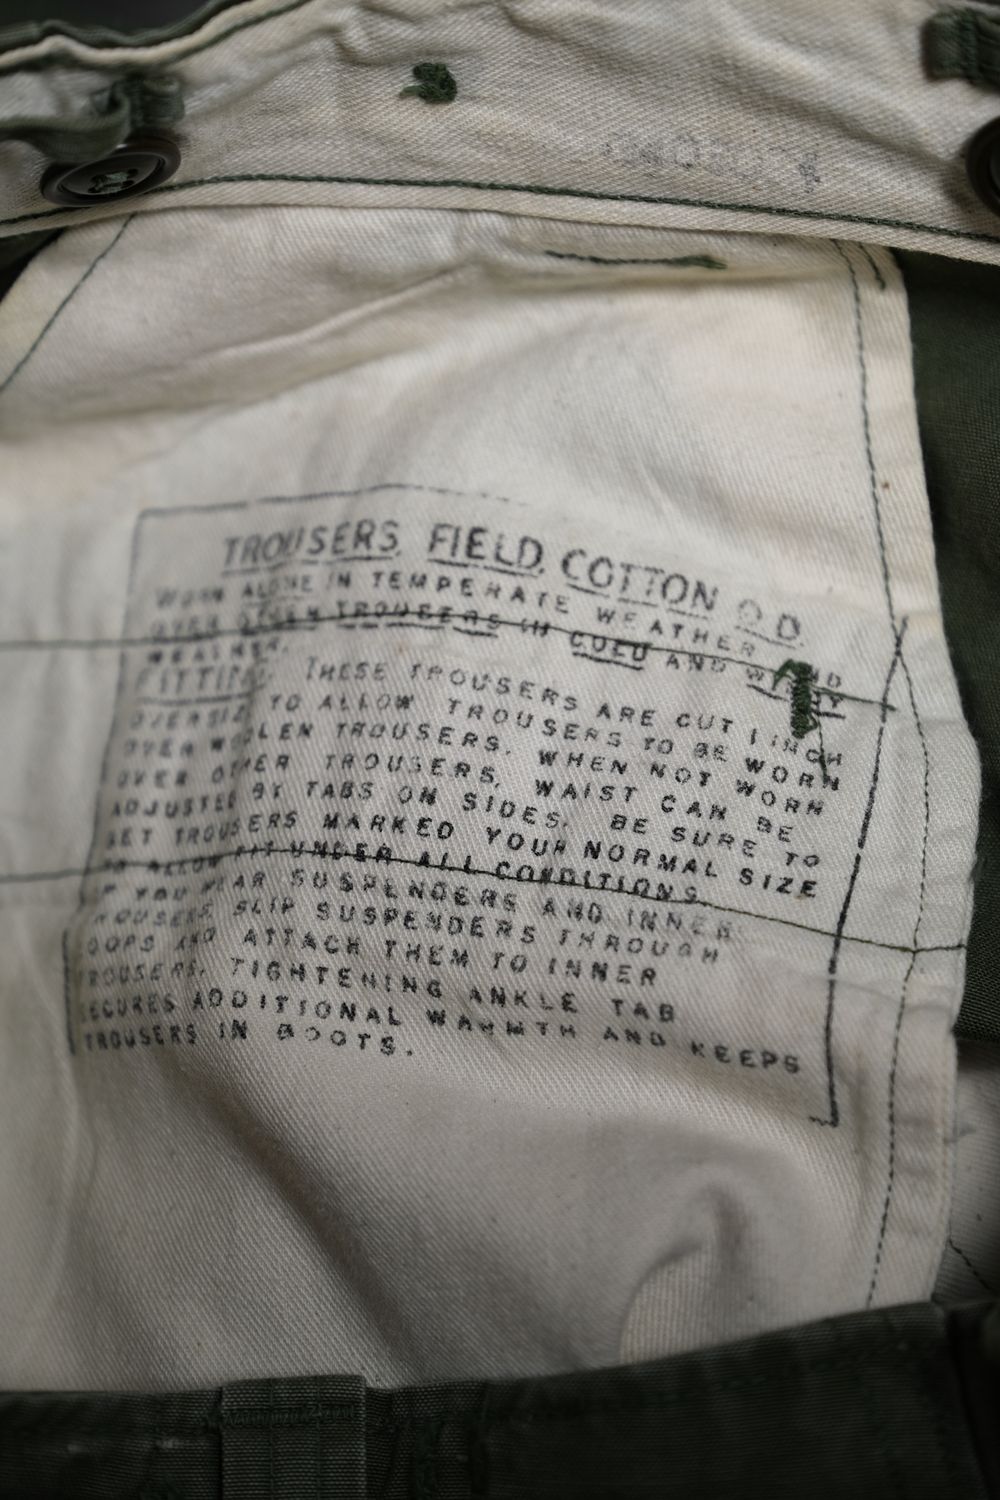 TROUSERS, FIELD, COTTON O.D.
WORN ALONE IN TEMPERATE WEATHER AND
OVER OTHER TROUSERS IN COLD AND WINDY
WEATHER.
FITTING. THESE TROUSERS ARE CUT 1 INCH
OVERSIZE TO ALLOW TROUSERS TO BE WORN
OVER WOOLEN TROUSERS. WHEN NOT WORN
OVER OTHER TROUSERS, WAIST CAN BE
ADJUSTED BY TABS ON SIDES. BE SURE TO
GET TROUSERS MARKED YOUR NORMAL SIZE
TO ALLOW FIT UNDER ALL CONDITIONS.
IF YOU WEAR SUSPENDERS AND INNER
TROUSERS SLIP SUSPENDERS THROUGH
LOOPS AND ATTACH THEM TO INNER
TROUSERS. TIGHTENING ANKLE TAB
SECURES ADDITIONAL WARMTH AND KEEPS
TROUSERS IN BOOTS.